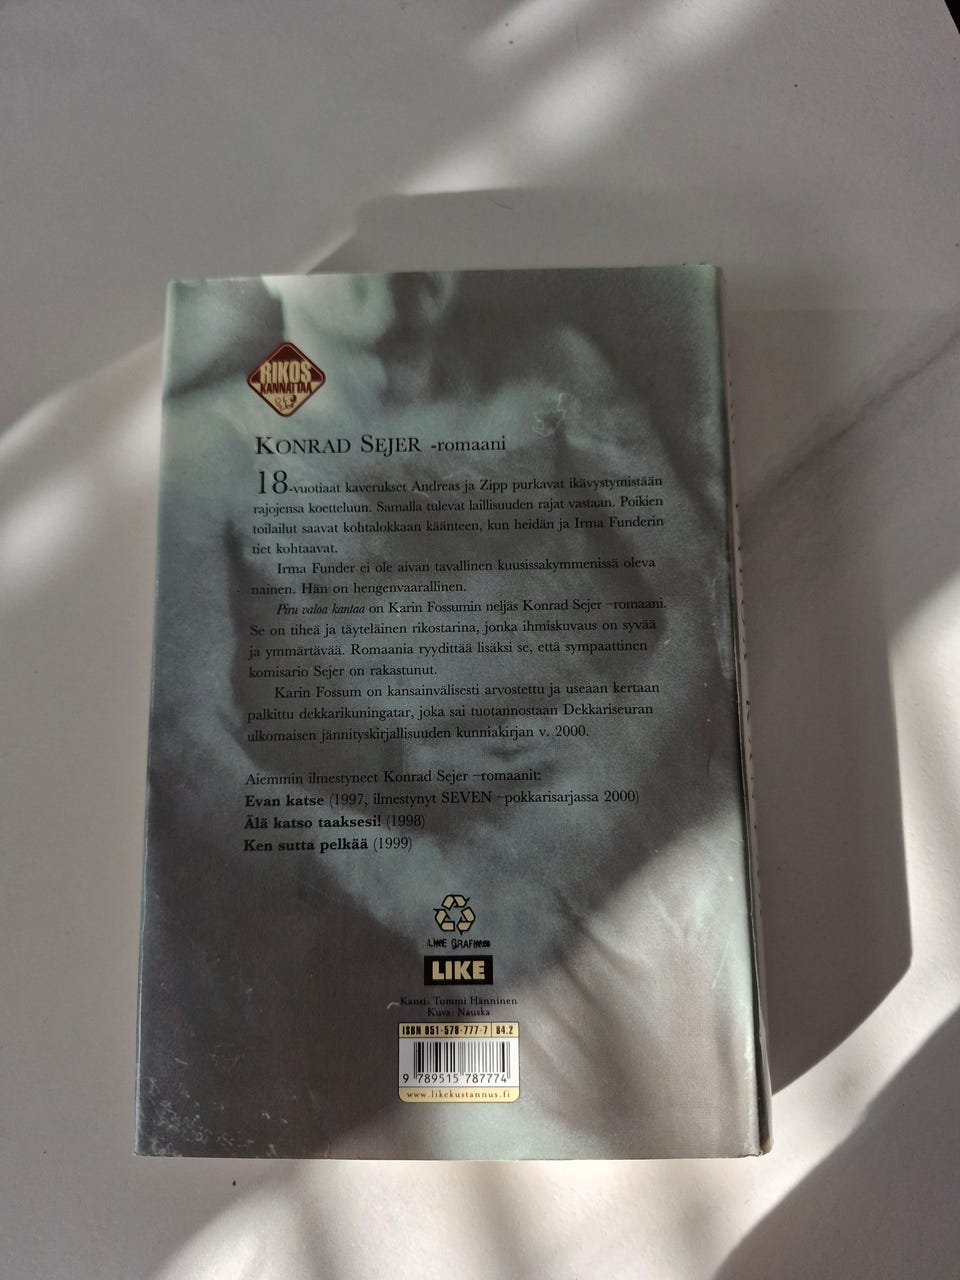 RIKOS
KANNATTAA
KONRAD SEJER -romaani
18-vuotiaat kaverukset Andreas ja Zipp purkavat ikävystymistään
rajojensa koetteluun. Samalla tulevat laillisuuden rajat vastaan. Poikien
toilailut saavat kohtalokkaan käänteen, kun heidän ja Irma Funderin
tiet kohtaavat.
Irma Funder ei ole aivan tavallinen kuusissakymmenissä oleva
nainen. Hän on hengenvaarallinen.
Piru valoa kantaa on Karin Fossumin neljäs Konrad Sejer –romaani.
Se on tiheä ja täyteläinen rikostarina, jonka ihmiskuvaus on syvää
ja ymmärtävää. Romaania ryydittää lisäksi se, että sympaattinen
komisario Sejer on rakastunut.
Karin Fossum on kansainvälisesti arvostettu ja useaan kertaan
palkittu dekkarikuningatar, joka sai tuotannostaan Dekkariseuran
ulkomaisen jännityskirjallisuuden kunniakirjan v. 2000.
Aiemmin ilmestyneet Konrad Sejer –romaanit:
Evan katse (1997, ilmestynyt SEVEN –pokkarisarjassa 2000)
Älä katso taaksesi! (1998)
Ken sutta pelkää (1999)
LIKE GRAFIIKS
LIKE
Kansi: Tommi Hänninen
Kuva: Nauska
ISBN 951-578-777-7 84.2
9 789515 787774
www.likekustannus.fi